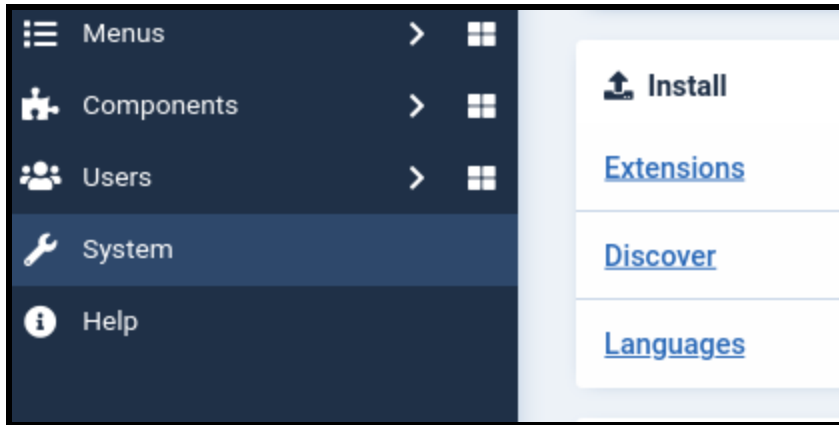 Menus
Components
Users
System
Help
Install
Extensions
Discover
Languages